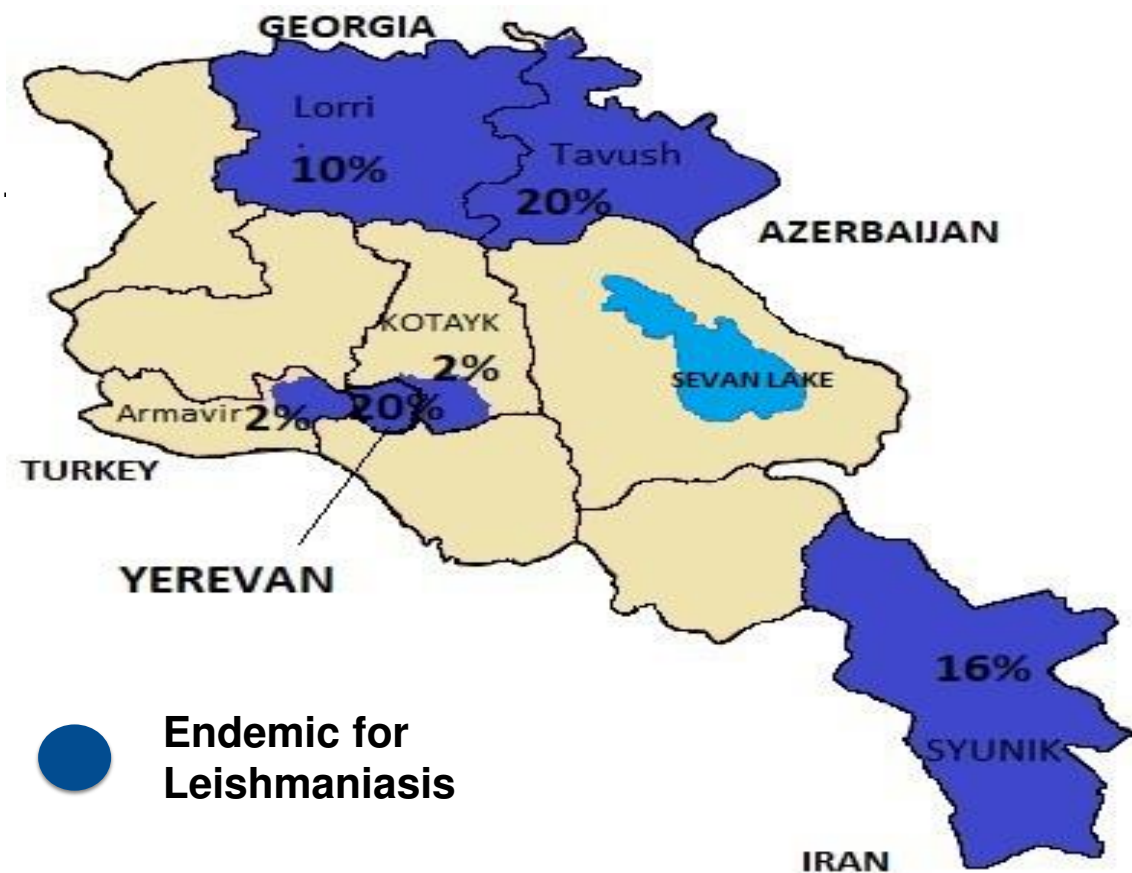 GEORGIA
Lorri
10%
Tavush
20%
AZERBAIJAN
KOTAYK
2%
SEVAN LAKE
Armavir 2%
20%
TURKEY
YEREVAN
16%
SYUNIK
Endemic for
Leishmaniasis
IRAN